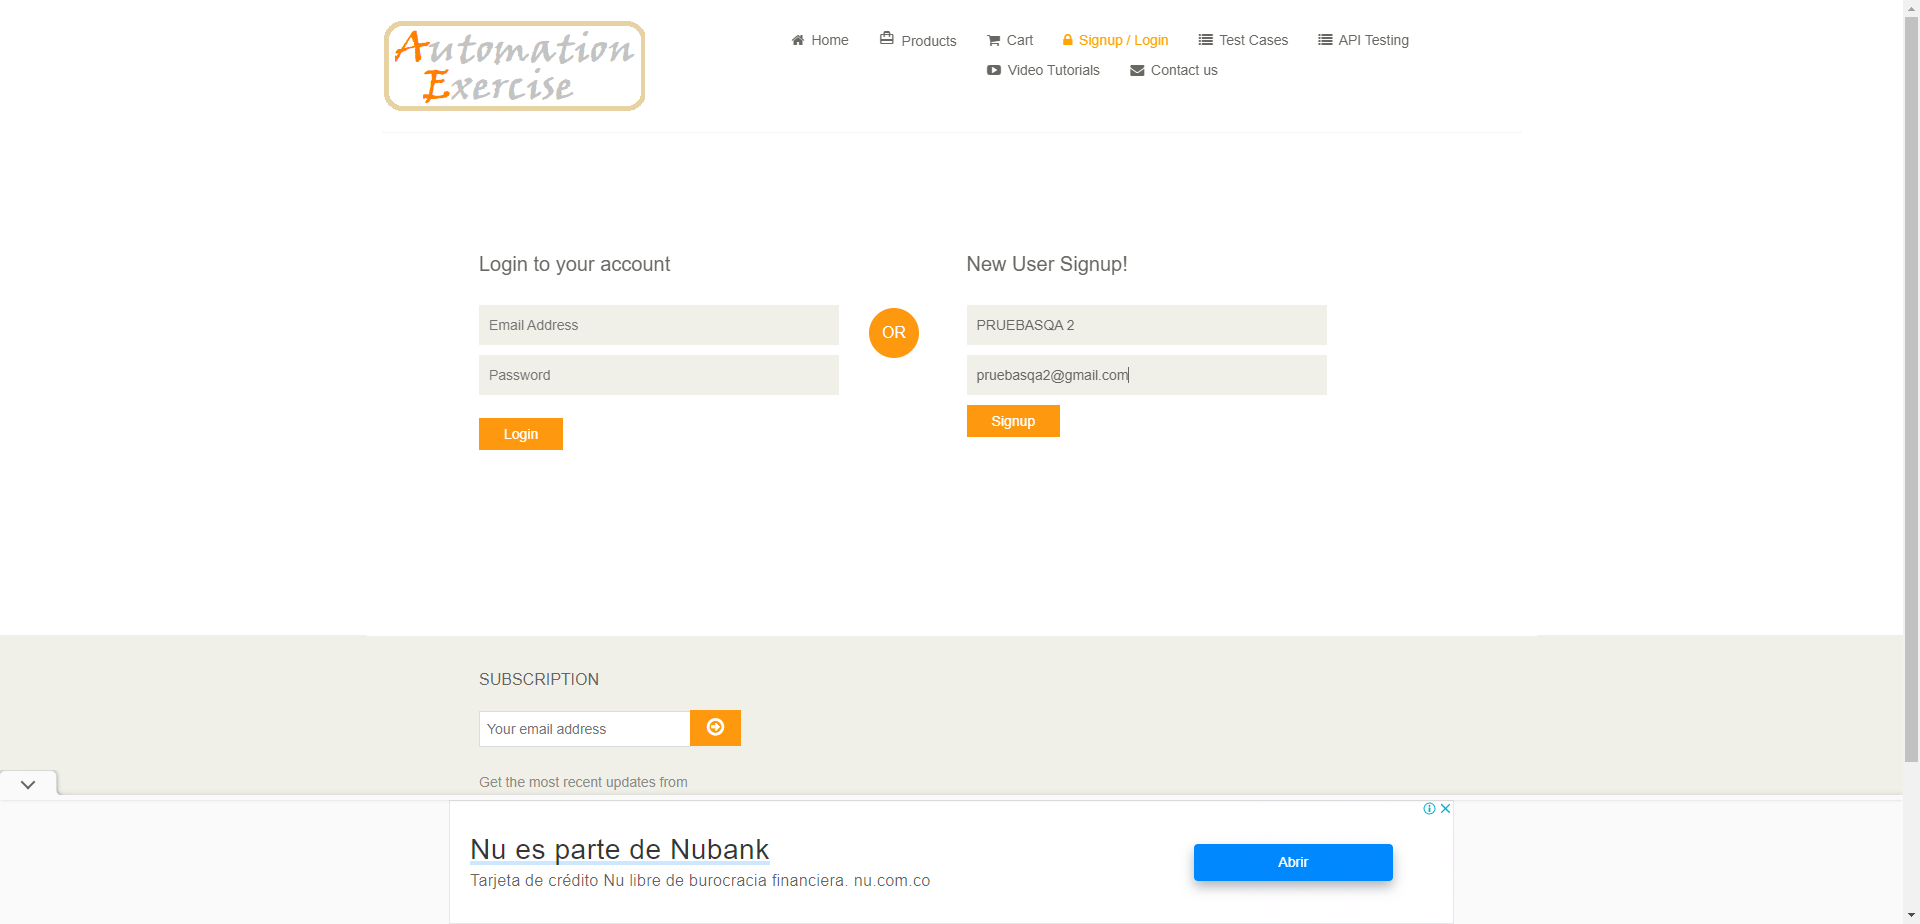 Automation
Exercise
Home
Products
Cart
Signup / Login
Test Cases
API Testing
Video Tutorials
Contact us
Login to your account
Email Address
Password
Login
OR
New User Signup!
PRUEBASQA 2
pruebasqa2@gmail.com
Signup
SUBSCRIPTION
Your email address
Get the most recent updates from
Nu es parte de Nubank
Tarjeta de crédito Nu libre de burocracia financiera. nu.com.co
Abrir